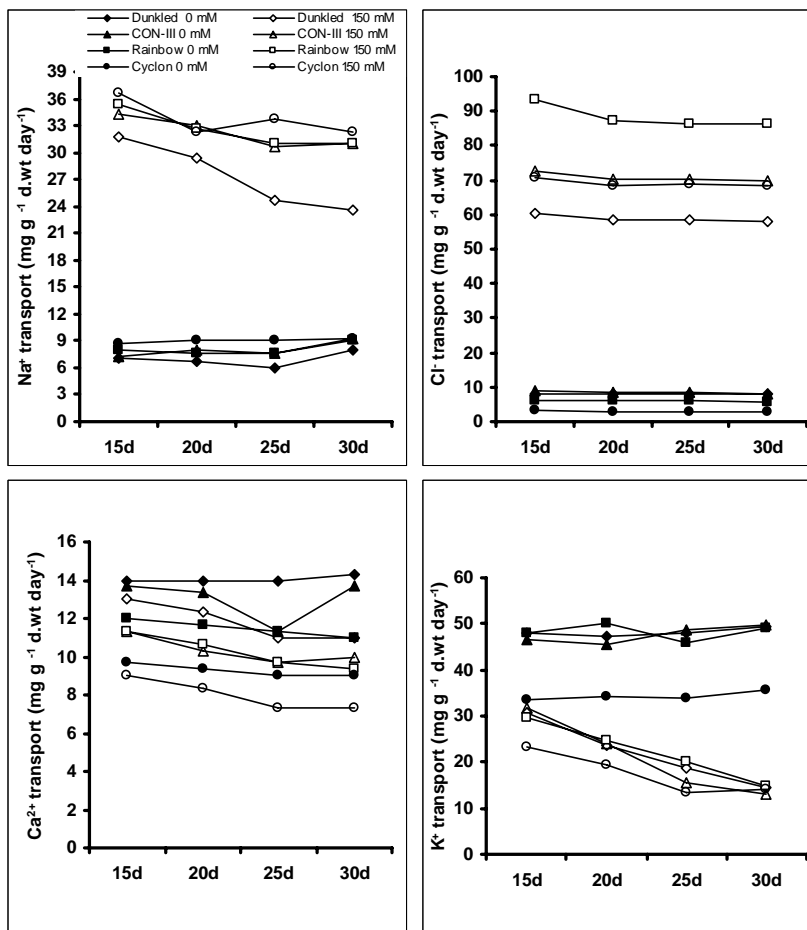 Dunkled 0 mM
Dunkled 150 mM
CON-III 0 mM
CON-III 150 mM
Rainbow 0 mM
Rainbow 150 mM
Cyclon 0 mM
Cyclon 150 mM
Na⁺ transport (mg g ⁻¹ d.wt day⁻¹)
39
36
33
30
27
24
21
18
15
12
9
6
3
0
15d 20d 25d 30d
Cl⁻ transport (mg g ⁻¹ d.wt day⁻¹)
100
90
80
70
60
50
40
30
20
10
0
15d 20d 25d 30d
Ca²⁺ transport (mg g ⁻¹ d.wt day⁻¹)
16
14
12
10
8
6
4
2
0
15d 20d 25d 30d
K⁺ transport (mg g ⁻¹ d.wt day⁻¹)
60
50
40
30
20
10
0
15d 20d 25d 30d